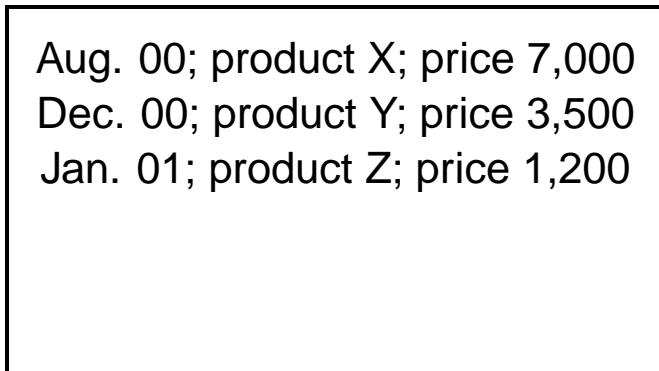 Aug. 00; product X; price 7,000
Dec. 00; product Y; price 3,500
Jan. 01; product Z; price 1,200